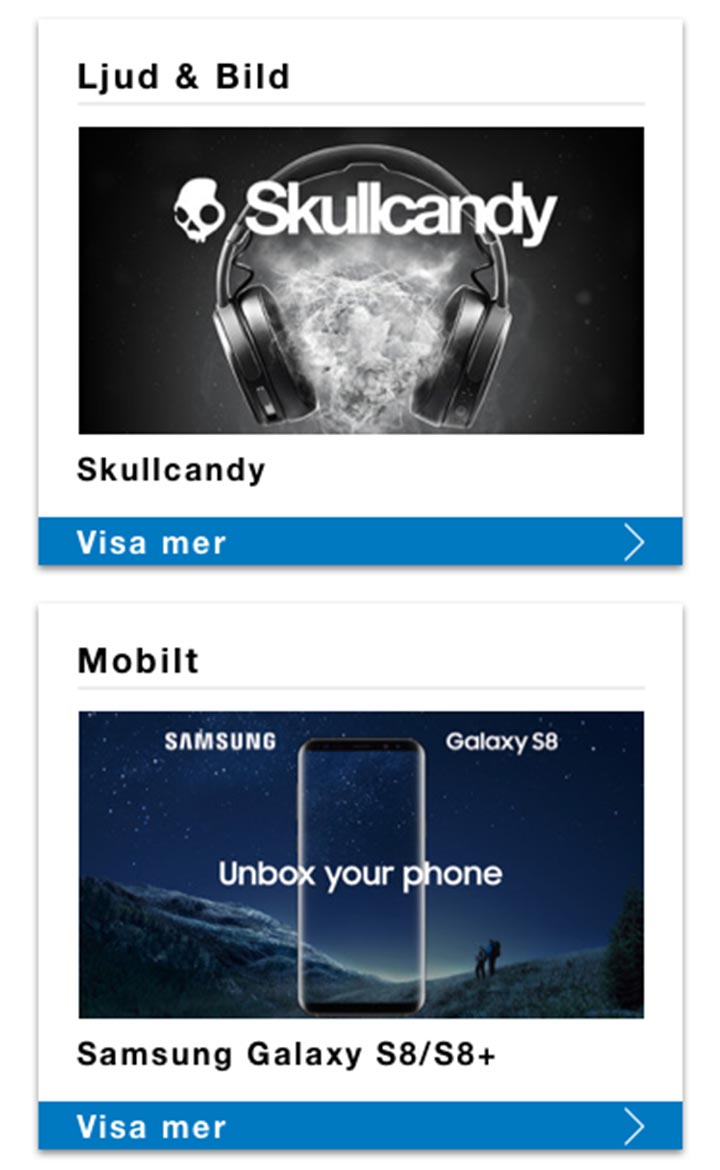 Ljud & Bild
Skullcandy
Skullcandy
Visa mer
Mobilt
SAMSUNG
Galaxy S8
Unbox your phone
Samsung Galaxy S8/S8+
Visa mer